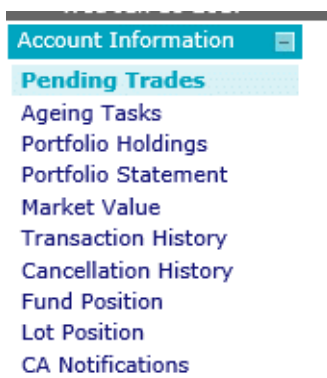 Account Information
Pending Trades
Ageing Tasks
Portfolio Holdings
Portfolio Statement
Market Value
Transaction History
Cancellation History
Fund Position
Lot Position
CA Notifications